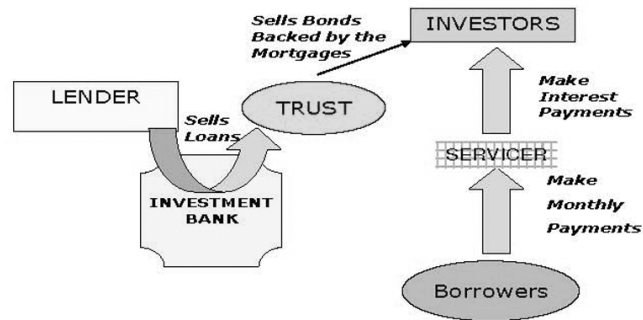 Sells Bonds
Backed by the
Mortgages
INVESTORS
LENDER
TRUST
Sells
Loans
Make
Interest
Payments
SERVICER
INVESTMENT
BANK
Make
Monthly
Payments
Borrowers